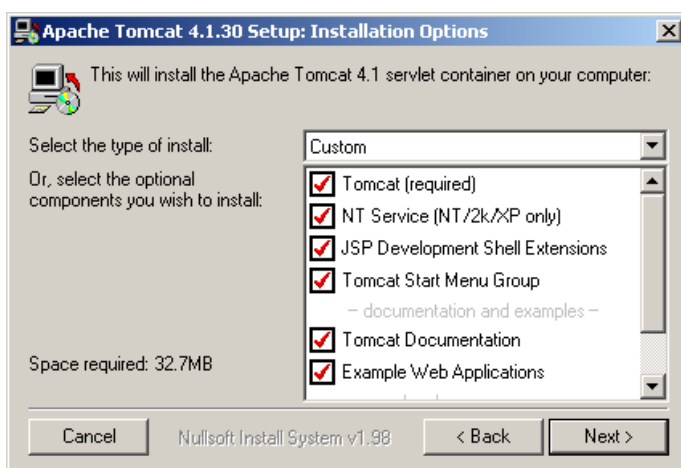 Apache Tomcat 4.1.30 Setup: Installation Options
This will install the Apache Tomcat 4.1 servlet container on your computer:
Select the type of install:
Custom
Or, select the optional
components you wish to install:
Tomcat (required)
NT Service (NT/2k/XP only)
JSP Development Shell Extensions
Tomcat Start Menu Group
– documentation and examples –
Tomcat Documentation
Example Web Applications
Space required: 32.7MB
Cancel
Nullsoft Install System v1.98
< Back
Next >